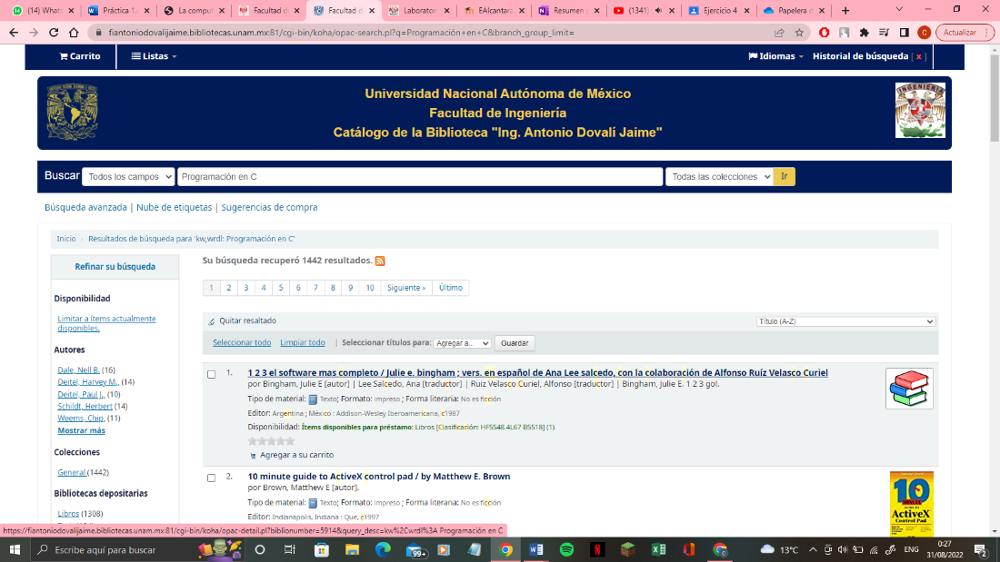 (14) Whats
Práctica 1.
La comput
Facultad d
Facultad d
Laborator
EAlcantara
Resumen
(1341)
Ejercicio 4
Papelera d
fiantoniodovalijaime.bibliotecas.unam.mx:81/cgi-bin/koha/opac-search.pl?q=Programación+en+C&branch_group_limit=
C
Actualizar
Carrito
Listas
Idiomas
Historial de búsqueda [ x ]
Universidad Nacional Autónoma de México
Facultad de Ingeniería
Catálogo de la Biblioteca "Ing. Antonio Dovalí Jaime"
INGENIERIA
Buscar Todos los campos Programación en C Todas las colecciones Ir
Búsqueda avanzada | Nube de etiquetas | Sugerencias de compra
Inicio › Resultados de búsqueda para 'kw,wrdl: Programación en C'
Refinar su búsqueda
Disponibilidad
Limitar a ítems actualmente
disponibles.
Autores
Dale, Nell B. (16)
Deitel, Harvey M., (14)
Deitel, Paul J., (10)
Schildt, Herbert (14)
Weems, Chip, (11)
Mostrar más
Colecciones
General (1442)
Bibliotecas depositarias
Libros (1308)
Su búsqueda recuperó 1442 resultados.
1 2 3 4 5 6 7 8 9 10 Siguiente » Último
Quitar resaltado
Título (A-Z)
Seleccionar todo Limpiar todo | Seleccionar títulos para: Agregar a... Guardar
1. 1 2 3 el software mas completo / Julie e. bingham ; vers. en español de Ana Lee salcedo, con la colaboración de Alfonso Ruíz Velasco Curiel
por Bingham, Julie E [autor] | Lee Salcedo, Ana [traductor] | Ruiz Velasco Curiel, Alfonso [traductor] | Bingham, Julie E. 1 2 3 go!.
Tipo de material: Texto; Formato: impreso ; Forma literaria: No es ficción
Editor: Argentina ; México : Addison-Wesley Iberoamericana, c1987
Disponibilidad: Ítems disponibles para préstamo: Libros [Clasificación: HF5548.4L67 B5518] (1).
Agregar a su carrito
2. 10 minute guide to ActiveX control pad / by Matthew E. Brown
por Brown, Matthew E [autor].
Tipo de material: Texto; Formato: impreso ; Forma literaria: No es ficción
Editor: Indianapolis, Indiana : Que, c1997
10
MINUTE
GUIDE TO
ActiveX
Control Pad
https://fiantoniodovalijaime.bibliotecas.unam.mx:81/cgi-bin/koha/opac-detail.pl?biblionumber=5914&query_desc=kw%2Cwrdl%3A Programación en C
Escribe aquí para buscar
99+
13°C
ENG
0:27
31/08/2022
2